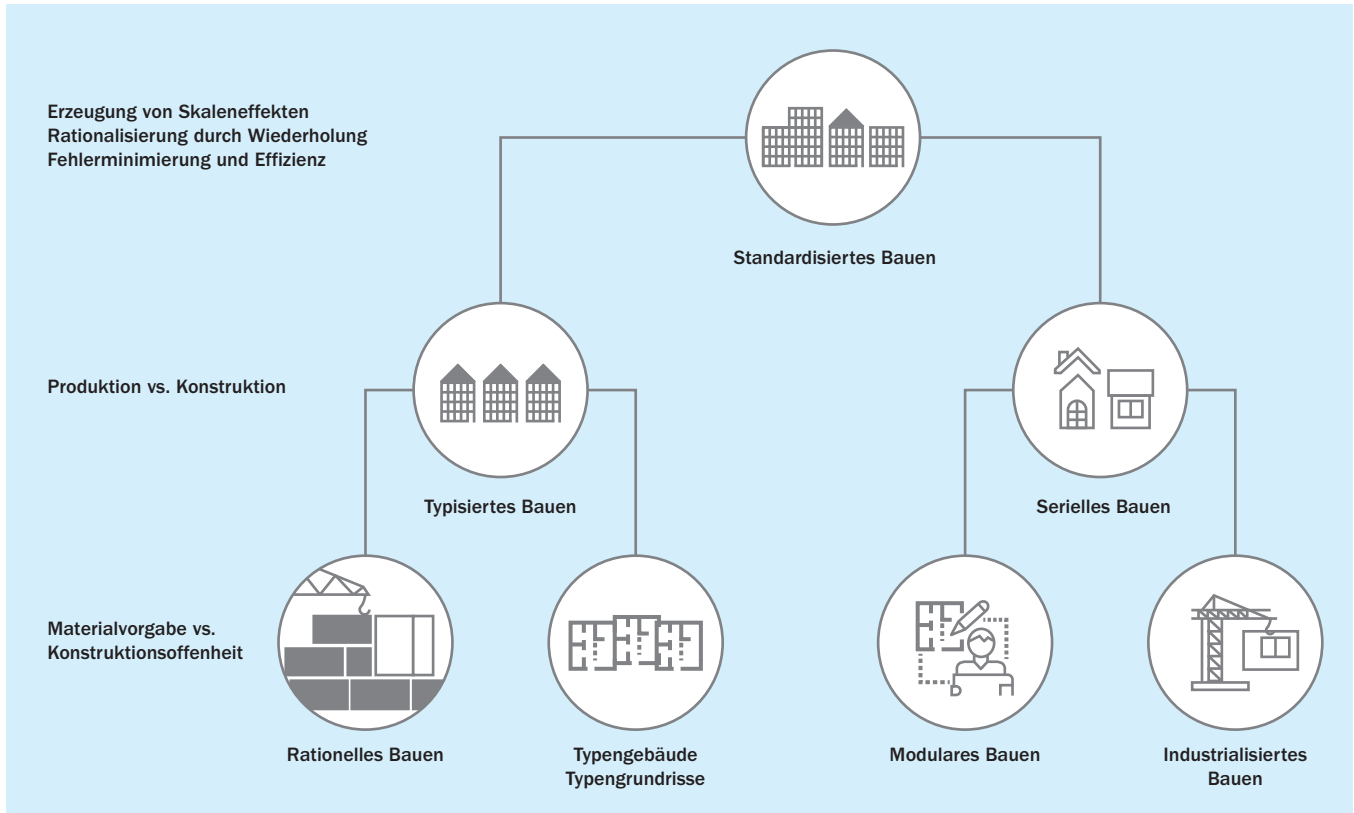 Erzeugung von Skaleneffekten
Rationalisierung durch Wiederholung
Fehlerminimierung und Effizienz
Standardisiertes Bauen
Produktion vs. Konstruktion
Typisiertes Bauen
Serielles Bauen
Materialvorgabe vs.
Konstruktionsoffenheit
Rationelles Bauen
Typengebäude
Typengrundrisse
Modulares Bauen
Industrialisiertes
Bauen